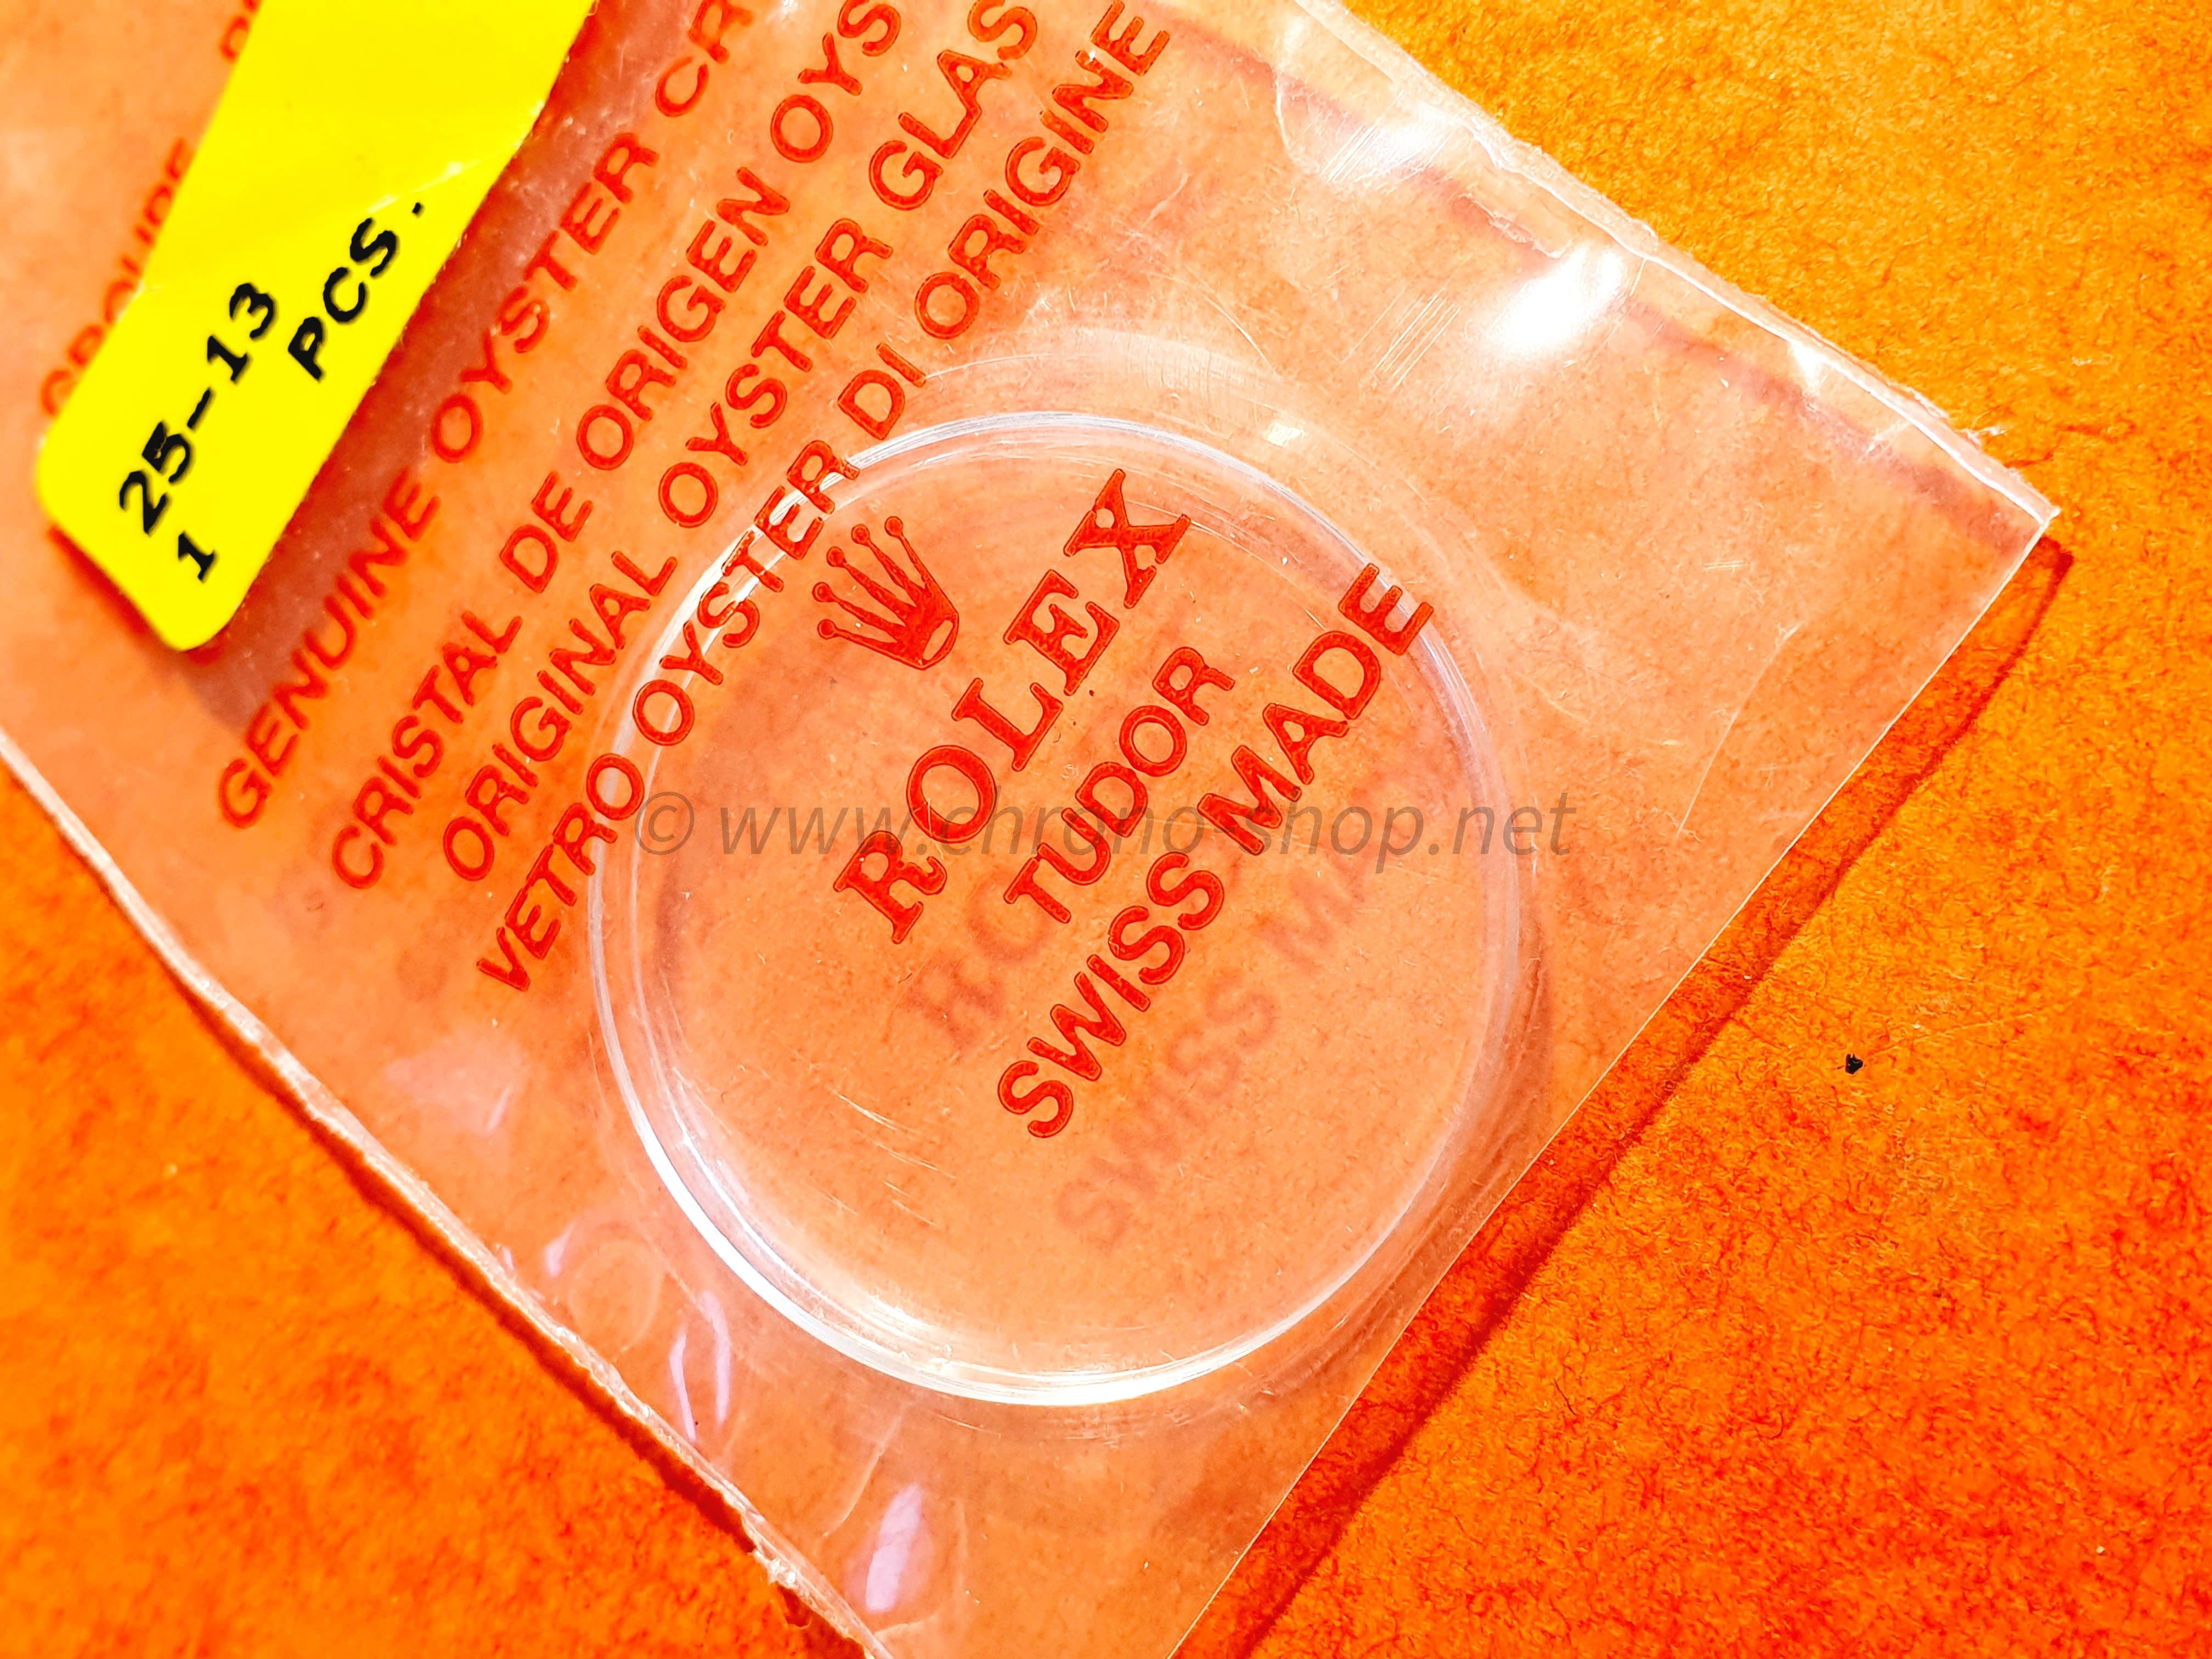 25-13
1 PCS.
GENUINE OYSTER CR
CRISTAL DE ORIGEN OYS
ORIGINAL OYSTER GLAS
VETRO OYSTER DI ORIGINE
ROLEX
TUDOR
SWISS MADE
© www.chrono-shop.net